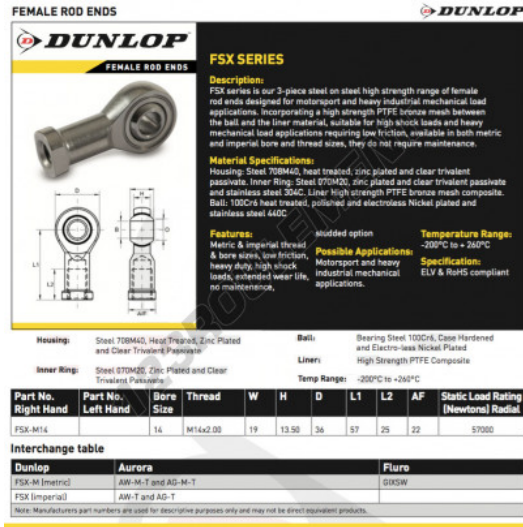 FEMALE ROD ENDS
DUNLOP
DUNLOP
FEMALE ROD ENDS
FSX SERIES
Description:
FSX series is our 3-piece steel on steel high strength range of female
rod ends designed for motorsport and heavy industrial mechanical load
applications. Incorporating a high strength PTFE bronze mesh between
the ball and the liner material, suitable for high shock loads and heavy
mechanical load applications requiring low friction, available in both metric
and imperial bore and thread sizes, they do not require maintenance.
Material Specifications:
Housing: Steel 708M40, heat treated, zinc plated and clear trivalent
passivate. Inner Ring: Steel 070M20, zinc plated and clear trivalent passivate
and stainless steel 304C. Liner High strength PTFE bronze mesh composite.
Ball: 100Cr6 heat treated, polished and electroless Nickel plated and
stainless steel 440C
Features:
Metric & imperial thread
& bore sizes, low friction,
heavy duty, high shock
loads, extended wear life,
no maintenance,
studded option
Possible Applications:
Motorsport and heavy
industrial mechanical
applications.
Temperature Range:
-200°C to + 260°C
Specification:
ELV & RoHS compliant
D
H
B
L1
L2
A/F
Housing: Steel 708M40, Heat Treated, Zinc Plated
and Clear Trivalent Passivate
Inner Ring: Steel 070M20, Zinc Plated and Clear
Trivalent Passivate
Ball: Bearing Steel 100Cr6, Case Hardened
and Electro-less Nickel Plated
Liner: High Strength PTFE Composite
Temp Range: -200°C to +260°C
Part No. Right Hand Part No. Left Hand Bore Size Thread W H D L1 L2 AF Static Load Rating (Newtons) Radial
FSX-M14 14 M14x2.00 19 13.50 36 57 25 22 57000
Interchange table
Dunlop Aurora Fluro
FSX-M (metric) AW-M-T and AG-M-T GIXSW
FSX (imperial) AW-T and AG-T
Note: Manufacturers part numbers are used for descriptive purposes only and may not be direct equivalent products.